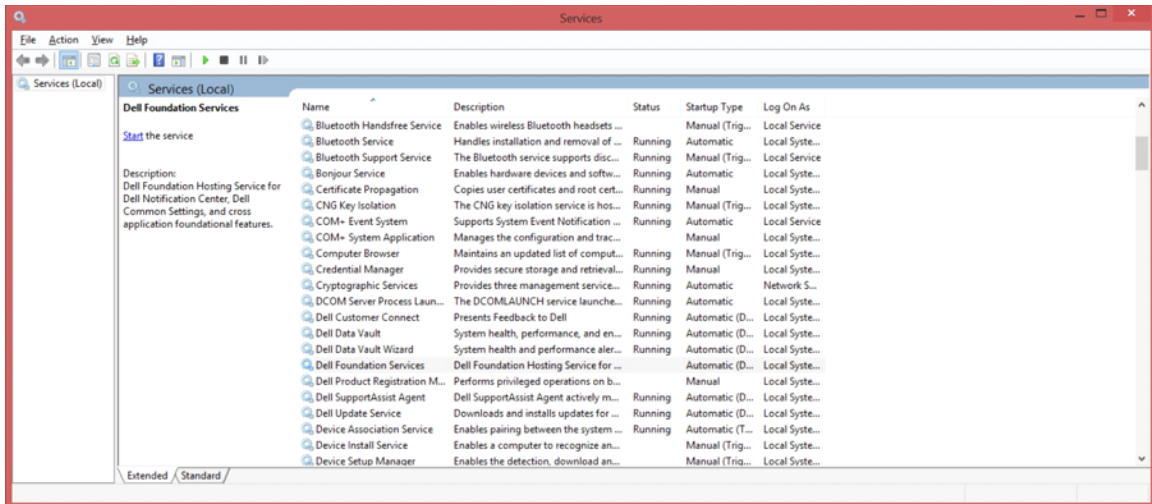 Services
File Action View Help
Services (Local)
Services (Local)
Dell Foundation Services
Start the service
Description:
Dell Foundation Hosting Service for
Dell Notification Center, Dell
Common Settings, and cross
application foundational features.
Name Description Status Startup Type Log On As
Bluetooth Handsfree Service Enables wireless Bluetooth headsets ... Manual (Trig... Local Service
Bluetooth Service Handles installation and removal of ... Running Automatic Local Syste...
Bluetooth Support Service The Bluetooth service supports disc... Running Manual (Trig... Local Service
Bonjour Service Enables hardware devices and softw... Running Automatic Local Syste...
Certificate Propagation Copies user certificates and root cert... Running Manual Local Syste...
CNG Key Isolation The CNG key isolation service is hos... Running Manual (Trig... Local Syste...
COM+ Event System Supports System Event Notification ... Running Automatic Local Service
COM+ System Application Manages the configuration and trac... Manual Local Syste...
Computer Browser Maintains an updated list of comput... Running Manual (Trig... Local Syste...
Credential Manager Provides secure storage and retrieval... Running Manual Local Syste...
Cryptographic Services Provides three management service... Running Automatic Network S...
DCOM Server Process Laun... The DCOMLAUNCH service launche... Running Automatic Local Syste...
Dell Customer Connect Presents Feedback to Dell Running Automatic (D... Local Syste...
Dell Data Vault System health, performance, and en... Running Automatic (D... Local Syste...
Dell Data Vault Wizard System health and performance aler... Running Automatic (D... Local Syste...
Dell Foundation Services Dell Foundation Hosting Service for ... Automatic (D... Local Syste...
Dell Product Registration M... Performs privileged operations on b... Manual Local Syste...
Dell SupportAssist Agent Dell SupportAssist Agent actively m... Running Automatic (D... Local Syste...
Dell Update Service Downloads and installs updates for ... Running Automatic (D... Local Syste...
Device Association Service Enables pairing between the system ... Running Automatic (T... Local Syste...
Device Install Service Enables a computer to recognize an... Manual (Trig... Local Syste...
Device Setup Manager Enables the detection, download an... Manual (Trig... Local Syste...
Extended Standard